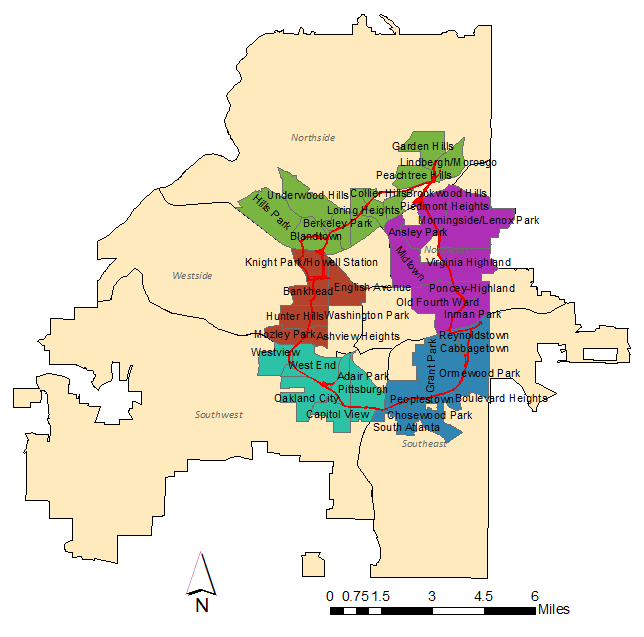 Northside
Garden Hills
Lindbergh/Morosgo
Peachtree Hills
Underwood Hills
Collier Hills
Brookwood Hills
Hills Park
Loring Heights
Piedmont Heights
Morningside/Lenox Park
Berkeley Park
Ansley Park
Blandtown
Midtown
Knight Park/Howell Station
Virginia Highland
Westside
Bankhead
English Avenue
Poncey-Highland
Old Fourth Ward
Hunter Hills
Washington Park
Inman Park
Mozley Park
Ashview Heights
Reynoldstown
Cabbagetown
Westview
West End
Grant Park
Adair Park
Ormewood Park
Pittsburgh
Oakland City
Peoplestown
Boulevard Heights
Southwest
Capitol View
Chosewood Park
South Atlanta
Southeast
N
0 0.75 1.5 3 4.5 6
Miles